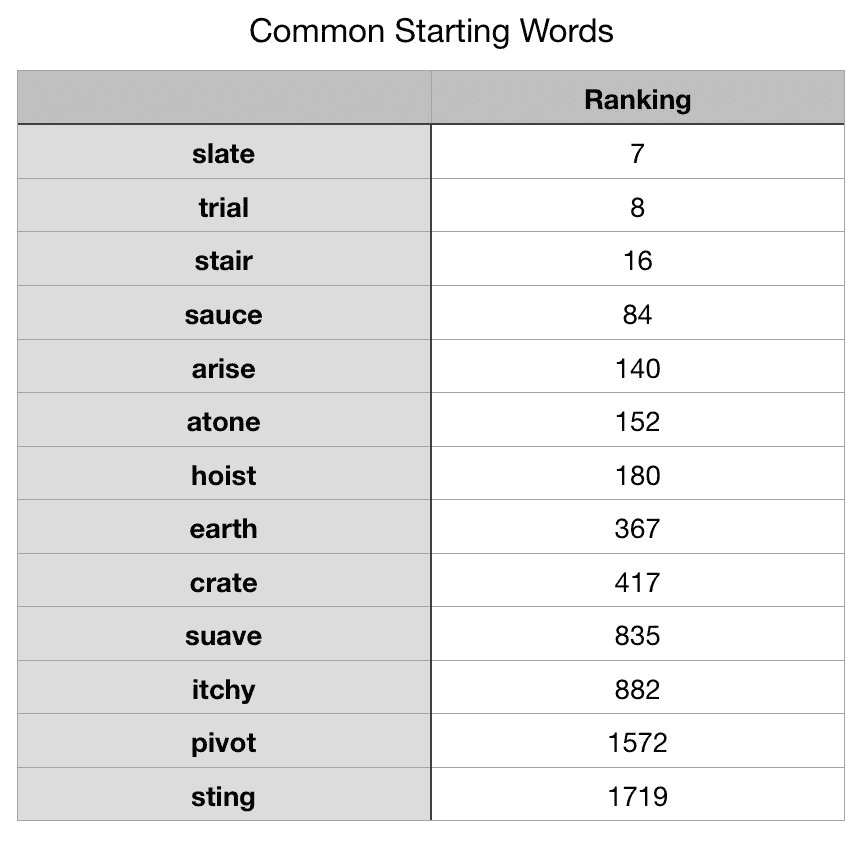 Common Starting Words
Ranking
slate 7
trial 8
stair 16
sauce 84
arise 140
atone 152
hoist 180
earth 367
crate 417
suave 835
itchy 882
pivot 1572
sting 1719